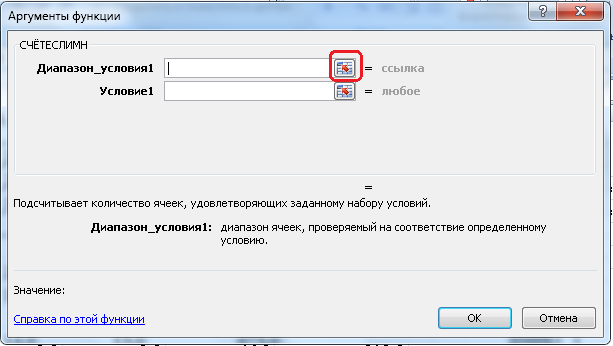 Аргументы функции
СЧЁТЕСЛИМН
Диапазон_условия1 = ссылка
Условие1 = любое
=
Подсчитывает количество ячеек, удовлетворяющих заданному набору условий.
Диапазон_условия1: диапазон ячеек, проверяемый на соответствие определенному
условию.
Значение:
Справка по этой функции
ОК
Отмена